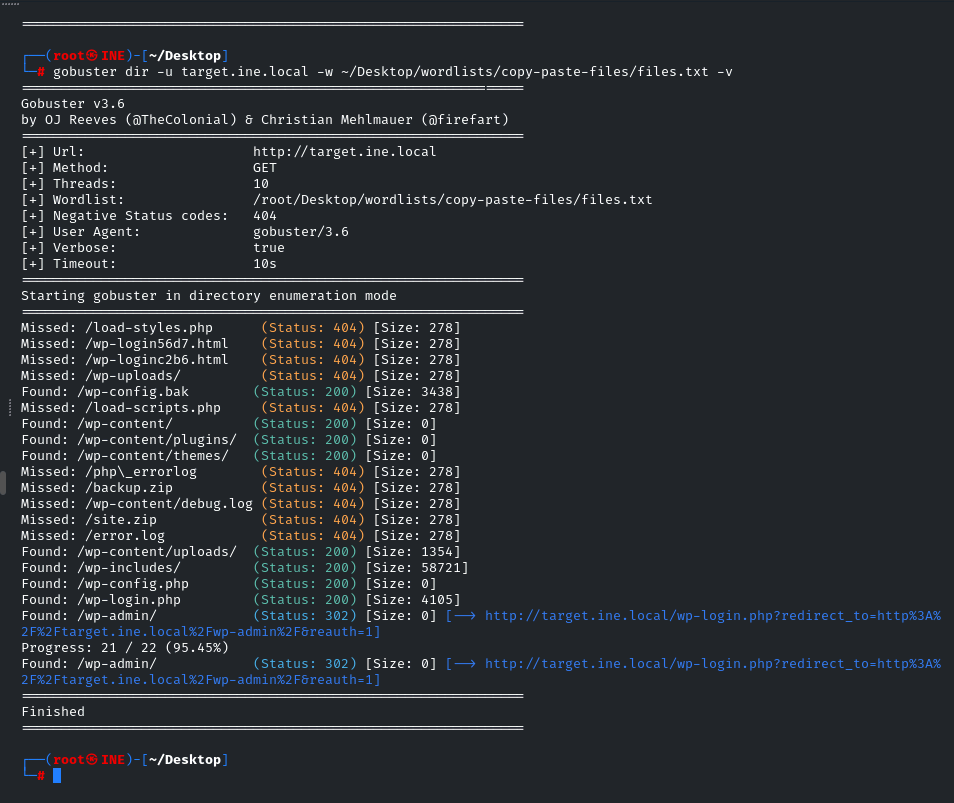 ┌──(root㉿INE)-[~/Desktop]
└─# gobuster dir -u target.ine.local -w ~/Desktop/wordlists/copy-paste-files/files.txt -v
===============================================================
Gobuster v3.6
by OJ Reeves (@TheColonial) & Christian Mehlmauer (@firefart)
===============================================================
[+] Url:                     http://target.ine.local
[+] Method:                  GET
[+] Threads:                 10
[+] Wordlist:                /root/Desktop/wordlists/copy-paste-files/files.txt
[+] Negative Status codes:   404
[+] User Agent:              gobuster/3.6
[+] Verbose:                 true
[+] Timeout:                 10s
===============================================================
Starting gobuster in directory enumeration mode
===============================================================
Missed: /load-styles.php      (Status: 404) [Size: 278]
Missed: /wp-login56d7.html    (Status: 404) [Size: 278]
Missed: /wp-loginc2b6.html    (Status: 404) [Size: 278]
Missed: /wp-uploads/          (Status: 404) [Size: 278]
Found: /wp-config.bak        (Status: 200) [Size: 3438]
Missed: /load-scripts.php     (Status: 404) [Size: 278]
Found: /wp-content/          (Status: 200) [Size: 0]
Found: /wp-content/plugins/  (Status: 200) [Size: 0]
Found: /wp-content/themes/   (Status: 200) [Size: 0]
Missed: /php\_errorlog        (Status: 404) [Size: 278]
Missed: /backup.zip           (Status: 404) [Size: 278]
Missed: /wp-content/debug.log (Status: 404) [Size: 278]
Missed: /site.zip             (Status: 404) [Size: 278]
Missed: /error.log            (Status: 404) [Size: 278]
Found: /wp-content/uploads/  (Status: 200) [Size: 1354]
Found: /wp-includes/         (Status: 200) [Size: 58721]
Found: /wp-config.php        (Status: 200) [Size: 0]
Found: /wp-login.php         (Status: 200) [Size: 4105]
Found: /wp-admin/            (Status: 302) [Size: 0] [--> http://target.ine.local/wp-login.php?redirect_to=http%3A%
2F%2Ftarget.ine.local%2Fwp-admin%2F&reauth=1]
Progress: 21 / 22 (95.45%)
Found: /wp-admin/            (Status: 302) [Size: 0] [--> http://target.ine.local/wp-login.php?redirect_to=http%3A%
2F%2Ftarget.ine.local%2Fwp-admin%2F&reauth=1]
===============================================================
Finished
===============================================================
┌──(root㉿INE)-[~/Desktop]
└─#